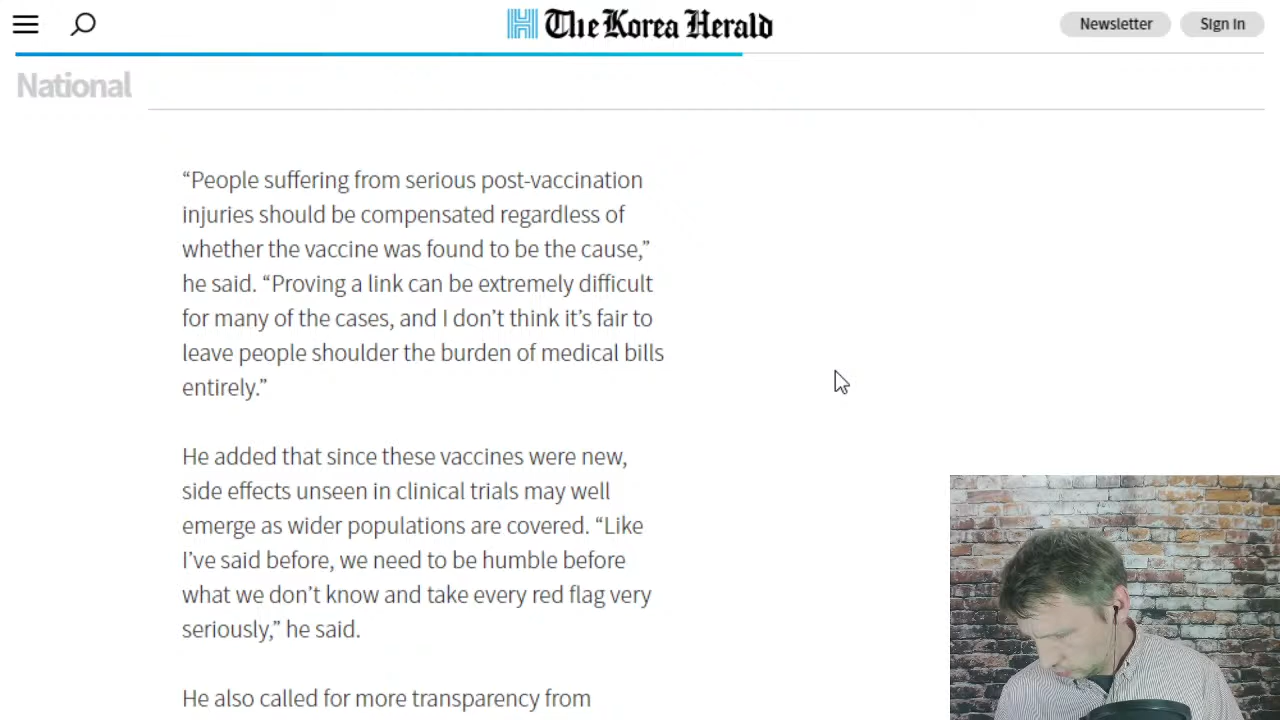 The Korea Herald
Newsletter
Sign In
National
“People suffering from serious post-vaccination
injuries should be compensated regardless of
whether the vaccine was found to be the cause,”
he said. “Proving a link can be extremely difficult
for many of the cases, and I don’t think it’s fair to
leave people shoulder the burden of medical bills
entirely.”
He added that since these vaccines were new,
side effects unseen in clinical trials may well
emerge as wider populations are covered. “Like
I’ve said before, we need to be humble before
what we don’t know and take every red flag very
seriously,” he said.
He also called for more transparency from